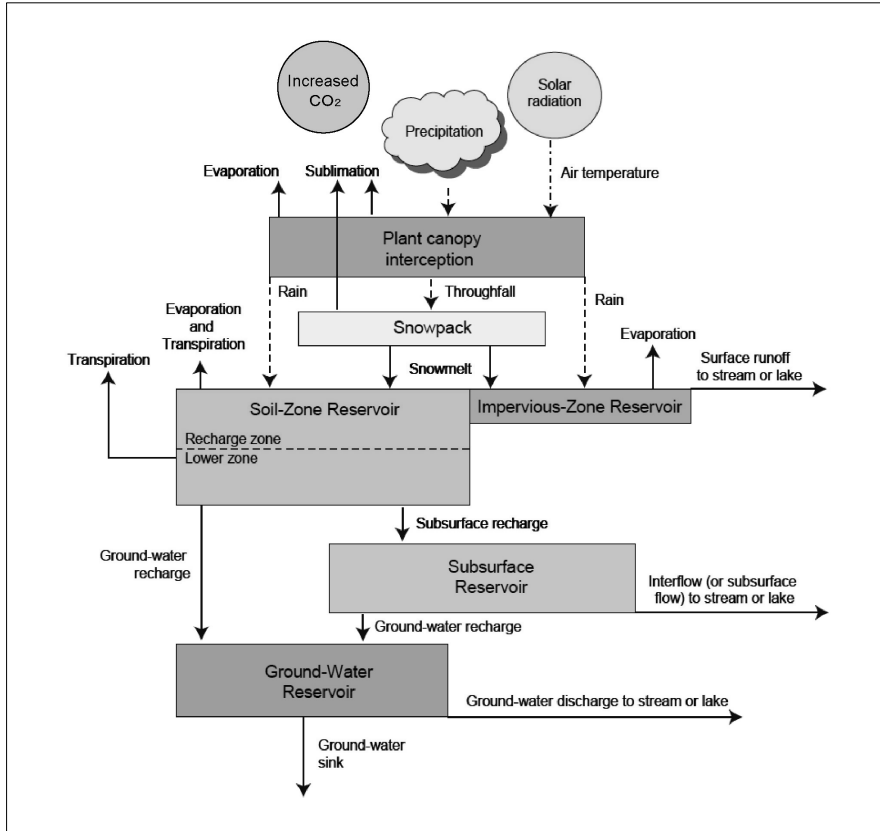 Increased
CO₂
Solar
radiation
Precipitation
Evaporation
Sublimation
Air temperature
Plant canopy
interception
Rain
Throughfall
Rain
Evaporation
and
Transpiration
Snowpack
Evaporation
Transpiration
Snowmelt
Surface runoff
to stream or lake
Soil-Zone Reservoir
Impervious-Zone Reservoir
Recharge zone
Lower zone
Subsurface recharge
Ground-water
recharge
Subsurface
Reservoir
Interflow (or subsurface
flow) to stream or lake
Ground-water recharge
Ground-Water
Reservoir
Ground-water discharge to stream or lake
Ground-water
sink